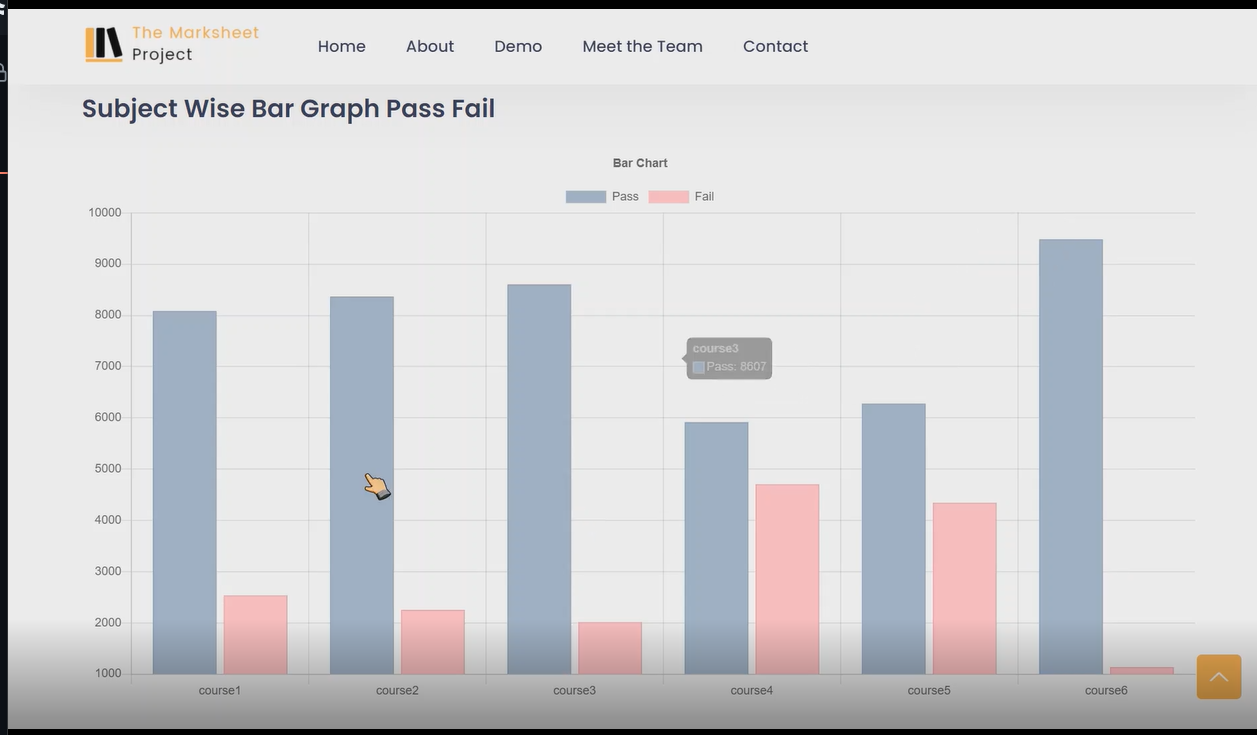 The Marksheet
Project
Home About Demo Meet the Team Contact
Subject Wise Bar Graph Pass Fail
Bar Chart
Pass Fail
10000
9000
8000
7000
6000
5000
4000
3000
2000
1000
course3
Pass: 8607
course1 course2 course3 course4 course5 course6